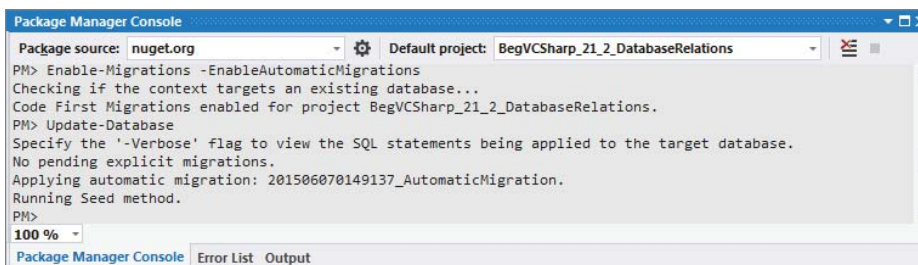 Package Manager Console
Package source: nuget.org Default project: BegVCSharp_21_2_DatabaseRelations
PM> Enable-Migrations -EnableAutomaticMigrations
Checking if the context targets an existing database...
Code First Migrations enabled for project BegVCSharp_21_2_DatabaseRelations.
PM> Update-Database
Specify the '-Verbose' flag to view the SQL statements being applied to the target database.
No pending explicit migrations.
Applying automatic migration: 201506070149137_AutomaticMigration.
Running Seed method.
PM>
100 %
Package Manager Console Error List Output